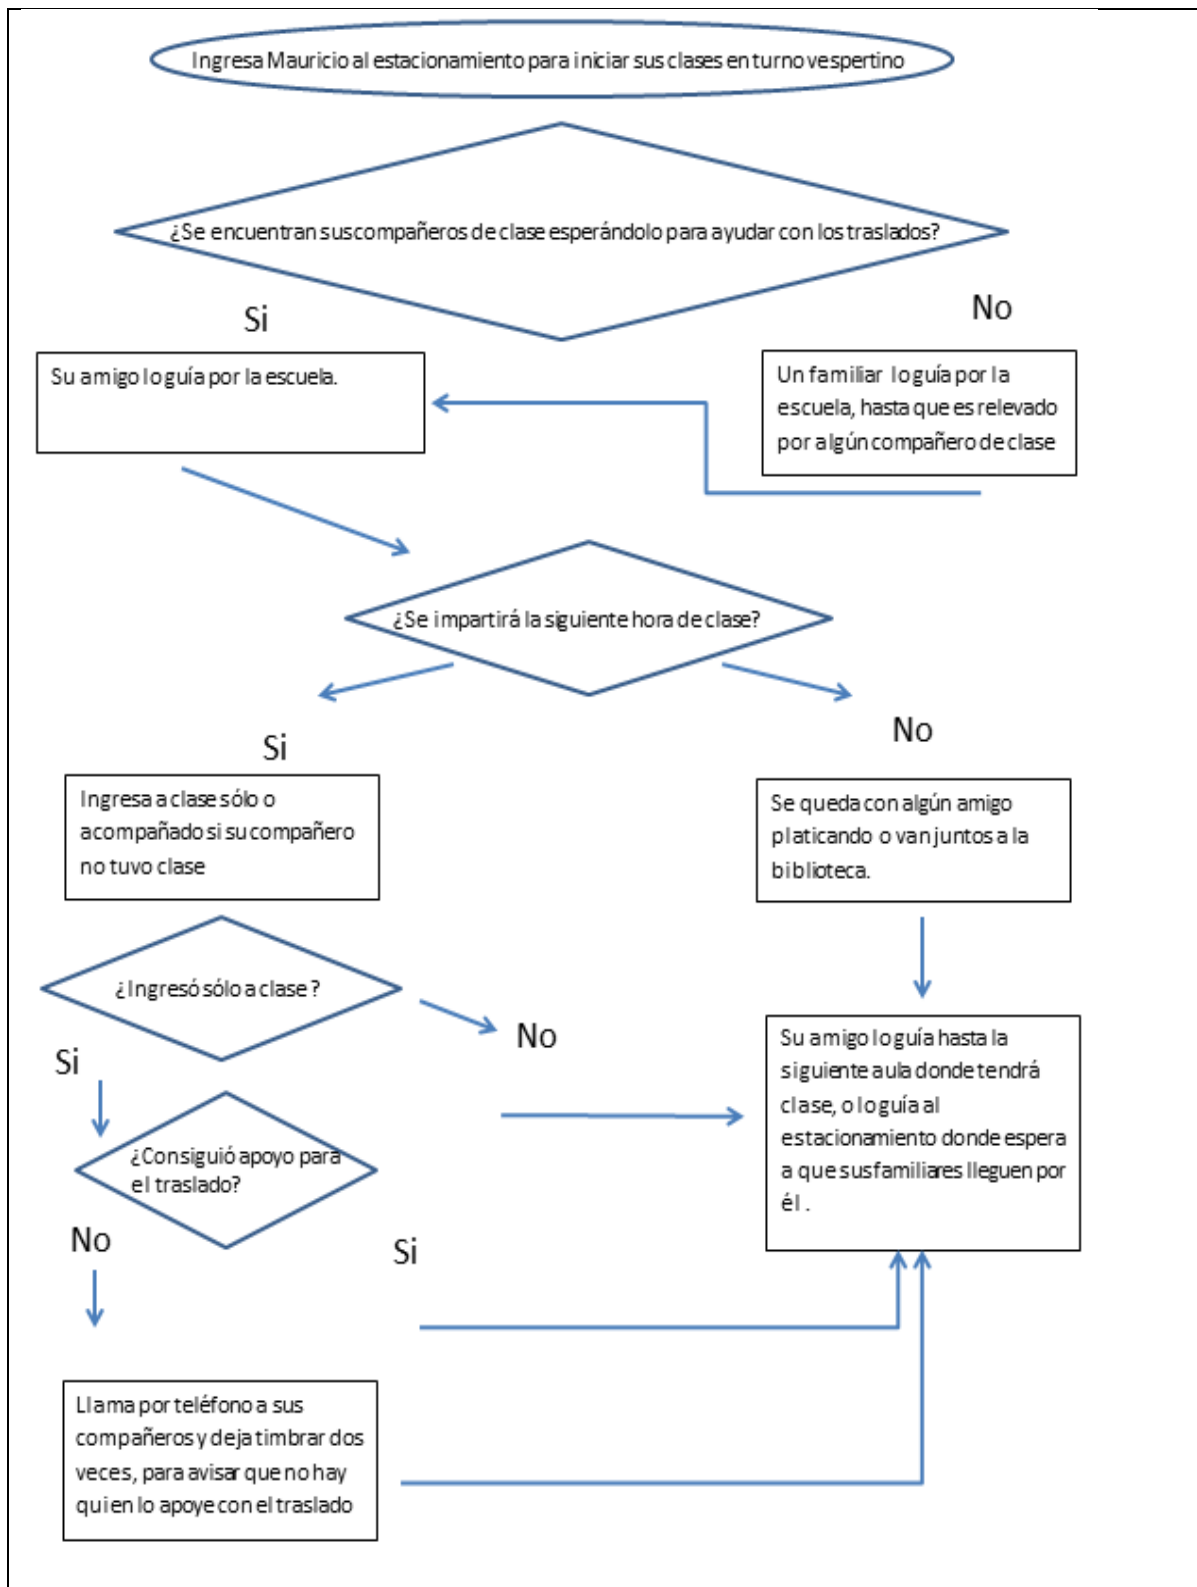 Ingresa Mauricio al estacionamiento para iniciar sus clases en turno vespertino
¿Se encuentran sus compañeros de clase esperándolo para ayudar con los traslados?
Si
No
Su amigo lo guía por la escuela.
Un familiar lo guía por la
escuela, hasta que es relevado
por algún compañero de clase
¿Se impartirá la siguiente hora de clase?
Si
No
Ingresa a clase sólo o
acompañado si su compañero
no tuvo clase
Se queda con algún amigo
platicando o van juntos a la
biblioteca.
¿Ingresó sólo a clase ?
No
Si
Su amigo lo guía hasta la
siguiente aula donde tendrá
clase, o lo guía al
estacionamiento donde espera
a que sus familiares lleguen por
él .
¿Consiguió apoyo para
el traslado?
No
Si
Llama por teléfono a sus
compañeros y deja timbrar dos
veces, para avisar que no hay
quien lo apoye con el traslado